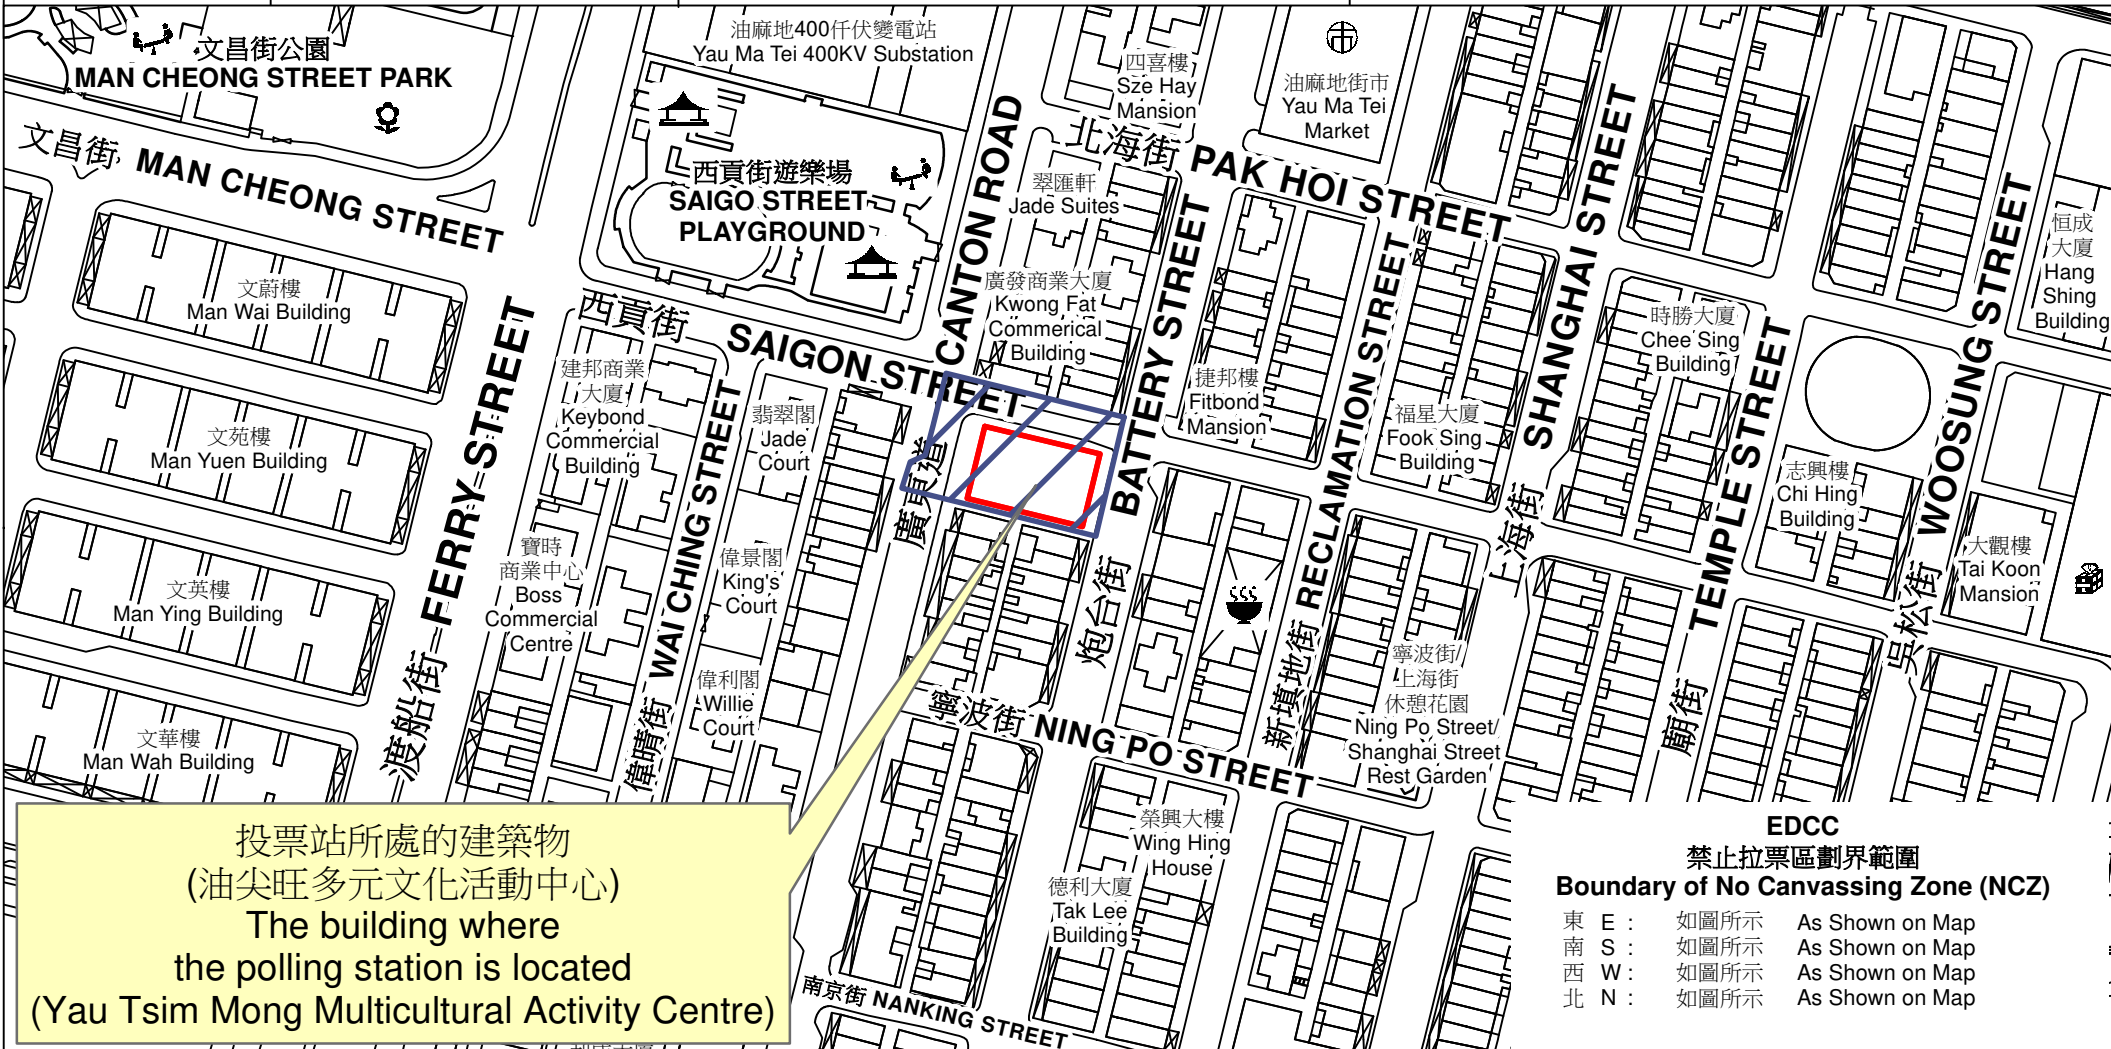 文昌街公園
MAN CHEONG STREET PARK
油麻地400仟伏變電站
Yau Ma Tei 400KV Substation
四喜樓
Sze Hay
Mansion
油麻地街市
Yau Ma Tei
Market
文昌街 MAN CHEONG STREET
西貢街遊樂場
SAIGO STREET
PLAYGROUND
CANTON ROAD
廣東道
北海街 PAK HOI STREET
翠匯軒
Jade Suites
廣發商業大廈
Kwong Fat
Commerical
Building
BATTERY STREET
炮台街
SHANGHAI STREET
上海街
WOOSUNG STREET
吳松街
恒成
大廈
Hang
Shing
Building
文蔚樓
Man Wai Building
西貢街 SAIGON STREET
FERRY STREET
渡船街
建邦商業
大廈
Keybond
Commercial
Building
WAI CHING STREET
偉晴街
翡翠閣
Jade
Court
捷邦樓
Fitbond
Mansion
RECLAMATION STREET
新填地街
福星大廈
Fook Sing
Building
時勝大廈
Chee Sing
Building
TEMPLE STREET
廟街
志興樓
Chi Hing
Building
大觀樓
Tai Koon
Mansion
文苑樓
Man Yuen Building
文英樓
Man Ying Building
寶時
商業中心
Boss
Commercial
Centre
偉景閣
King's
Court
偉利閣
Willie
Court
文華樓
Man Wah Building
寧波街 NING PO STREET
寧波街/
上海街
休憩花園
Ning Po Street/
Shanghai Street
Rest Garden
榮興大樓
Wing Hing
House
德利大廈
Tak Lee
Building
南京街 NANKING STREET
投票站所處的建築物
(油尖旺多元文化活動中心)
The building where
the polling station is located
(Yau Tsim Mong Multicultural Activity Centre)
EDCC
禁止拉票區劃界範圍
Boundary of No Canvassing Zone (NCZ)
東 E : 如圖所示 As Shown on Map
南 S : 如圖所示 As Shown on Map
西 W : 如圖所示 As Shown on Map
北 N : 如圖所示 As Shown on Map